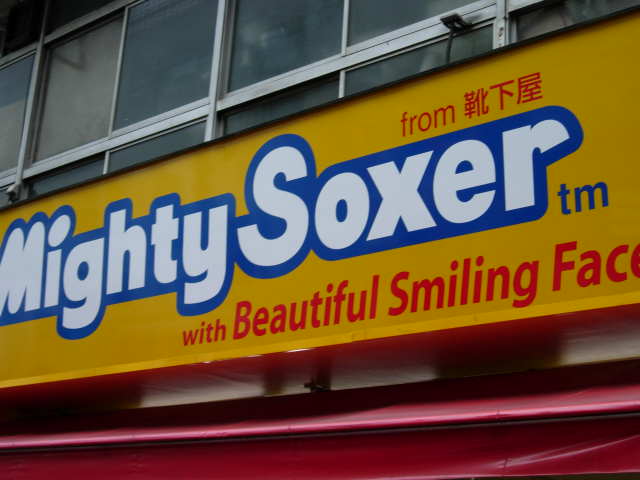 from 靴下屋
Mighty Soxer tm
with Beautiful Smiling Face